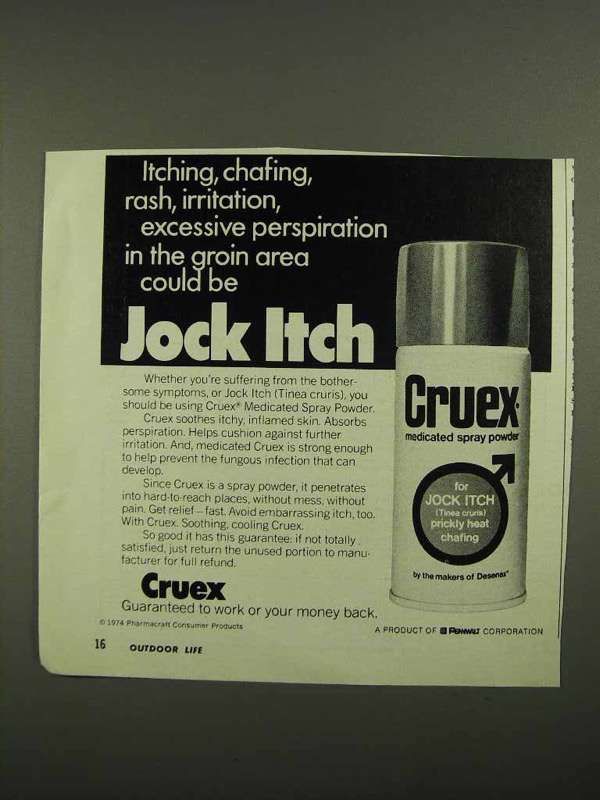 Itching, chafing,
rash, irritation,
excessive perspiration
in the groin area
could be
Jock Itch
Whether you're suffering from the bother-
some symptoms, or Jock Itch (Tinea cruris), you
should be using Cruex® Medicated Spray Powder.
Cruex soothes itchy, inflamed skin. Absorbs
perspiration. Helps cushion against further
irritation. And, medicated Cruex is strong enough
to help prevent the fungous infection that can
develop.
Since Cruex is a spray powder, it penetrates
into hard-to-reach places, without mess, without
pain. Get relief—fast. Avoid embarrassing itch, too.
With Cruex. Soothing, cooling Cruex.
So good it has this guarantee: if not totally
satisfied, just return the unused portion to manu-
facturer for full refund.
Cruex
Guaranteed to work or your money back.
© 1974 Pharmacraft Consumer Products
Cruex®
medicated spray powder
for
JOCK ITCH
(Tinea cruris)
prickly heat
chafing
by the makers of Desenex®
A PRODUCT OF PENNWALT CORPORATION
16 OUTDOOR LIFE